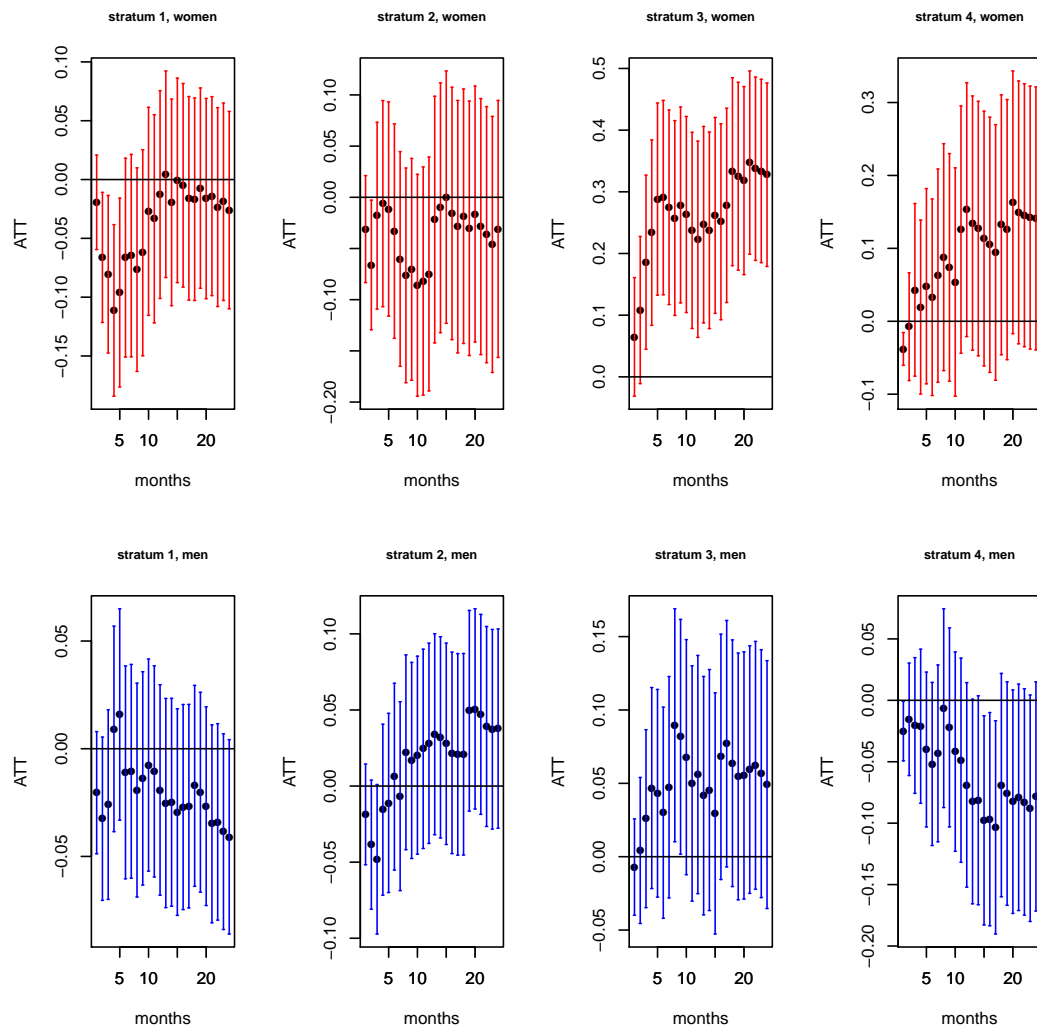 stratum 1, women
ATT
0.10
0.05
0.00
−0.05
−0.10
−0.15
5 10 20
months
stratum 2, women
ATT
0.10
0.05
0.00
−0.10
−0.20
5 10 20
months
stratum 3, women
ATT
0.5
0.4
0.3
0.2
0.1
0.0
5 10 20
months
stratum 4, women
ATT
0.3
0.2
0.1
0.0
−0.1
5 10 20
months
stratum 1, men
ATT
0.05
0.00
−0.05
5 10 20
months
stratum 2, men
ATT
0.10
0.05
0.00
−0.05
−0.10
5 10 20
months
stratum 3, men
ATT
0.15
0.10
0.05
0.00
−0.05
5 10 20
months
stratum 4, men
ATT
0.05
0.00
−0.05
−0.10
−0.15
−0.20
5 10 20
months